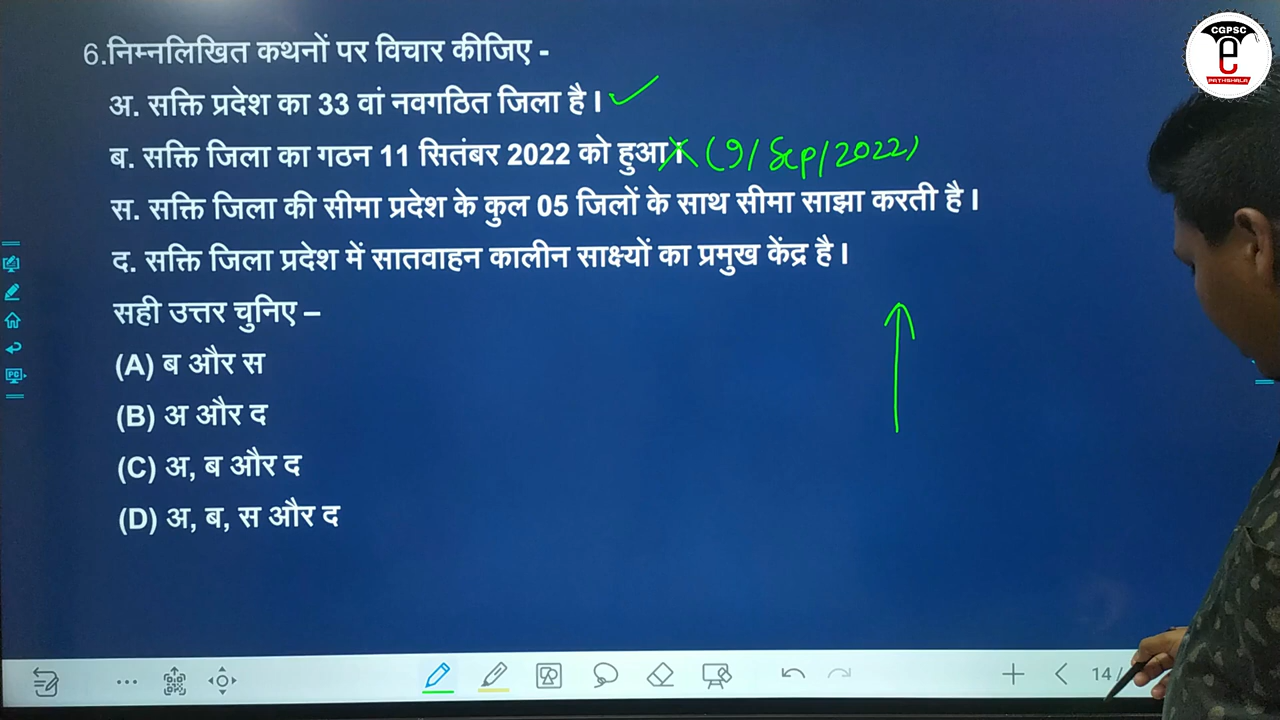 CGPSC
e
PATHSHALA
6.निम्नलिखित कथनों पर विचार कीजिए -
अ. सक्ति प्रदेश का 33 वां नवगठित जिला है l
ब. सक्ति जिला का गठन 11 सितंबर 2022 को हुआ l (9/Sep/2022)
स. सक्ति जिला की सीमा प्रदेश के कुल 05 जिलों के साथ सीमा साझा करती है l
द. सक्ति जिला प्रदेश में सातवाहन कालीन साक्ष्यों का प्रमुख केंद्र है l
सही उत्तर चुनिए –
(A) ब और स
(B) अ और द
(C) अ, ब और द
(D) अ, ब, स और द
14/